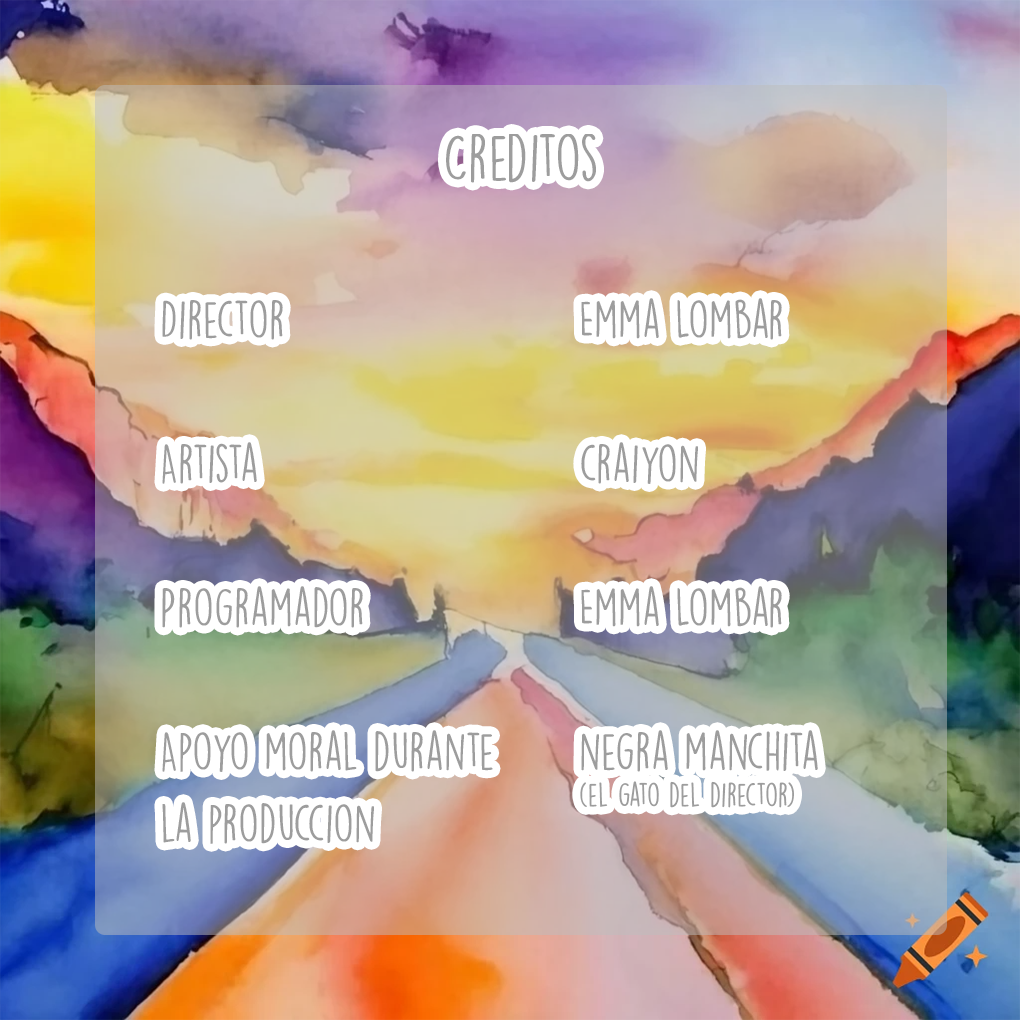 CREDITOS
DIRECTOR EMMA LOMBAR
ARTISTA CRAIYON
PROGRAMADOR EMMA LOMBAR
APOYO MORAL DURANTE NEGRA MANCHITA
(EL GATO DEL DIRECTOR)
LA PRODUCCION